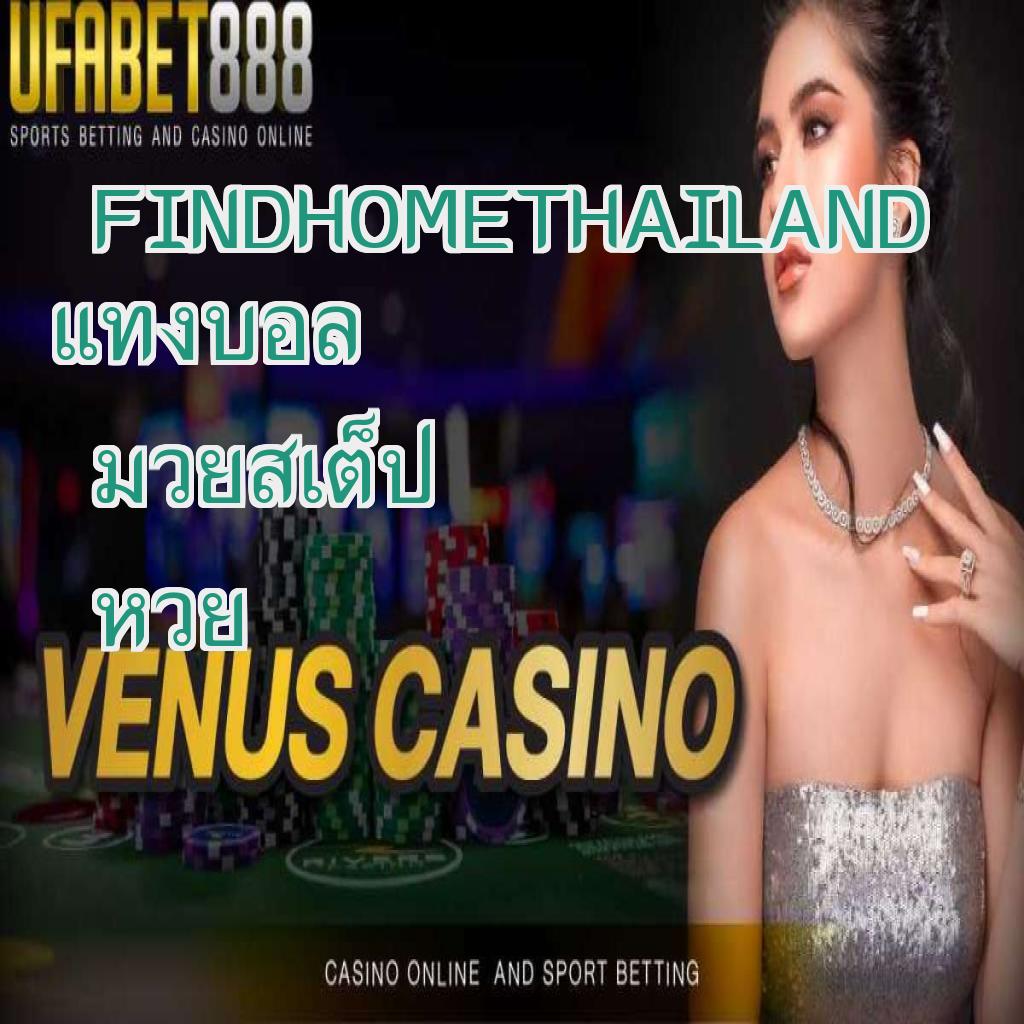 UFABET888
SPORTS BETTING AND CASINO ONLINE
FINDHOMETHAILAND
แทงบอล
มวยสเต็ป
หวย
VENUS CASINO
CASINO ONLINE AND SPORT BETTING